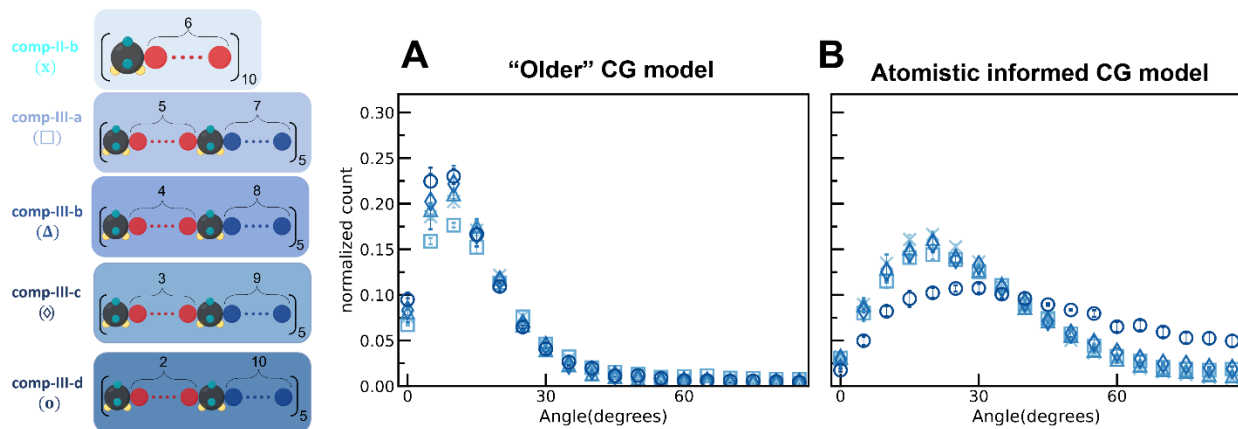 comp-II-b
(x)
6
10
comp-III-a
(□)
5
7
5
comp-III-b
(Δ)
4
8
5
comp-III-c
(◊)
3
9
5
comp-III-d
(o)
2
10
5
A
"Older" CG model
normalized count
0.30
0.25
0.20
0.15
0.10
0.05
0.00
0
30
60
Angle(degrees)
B
Atomistic informed CG model
0
30
60
Angle(degrees)